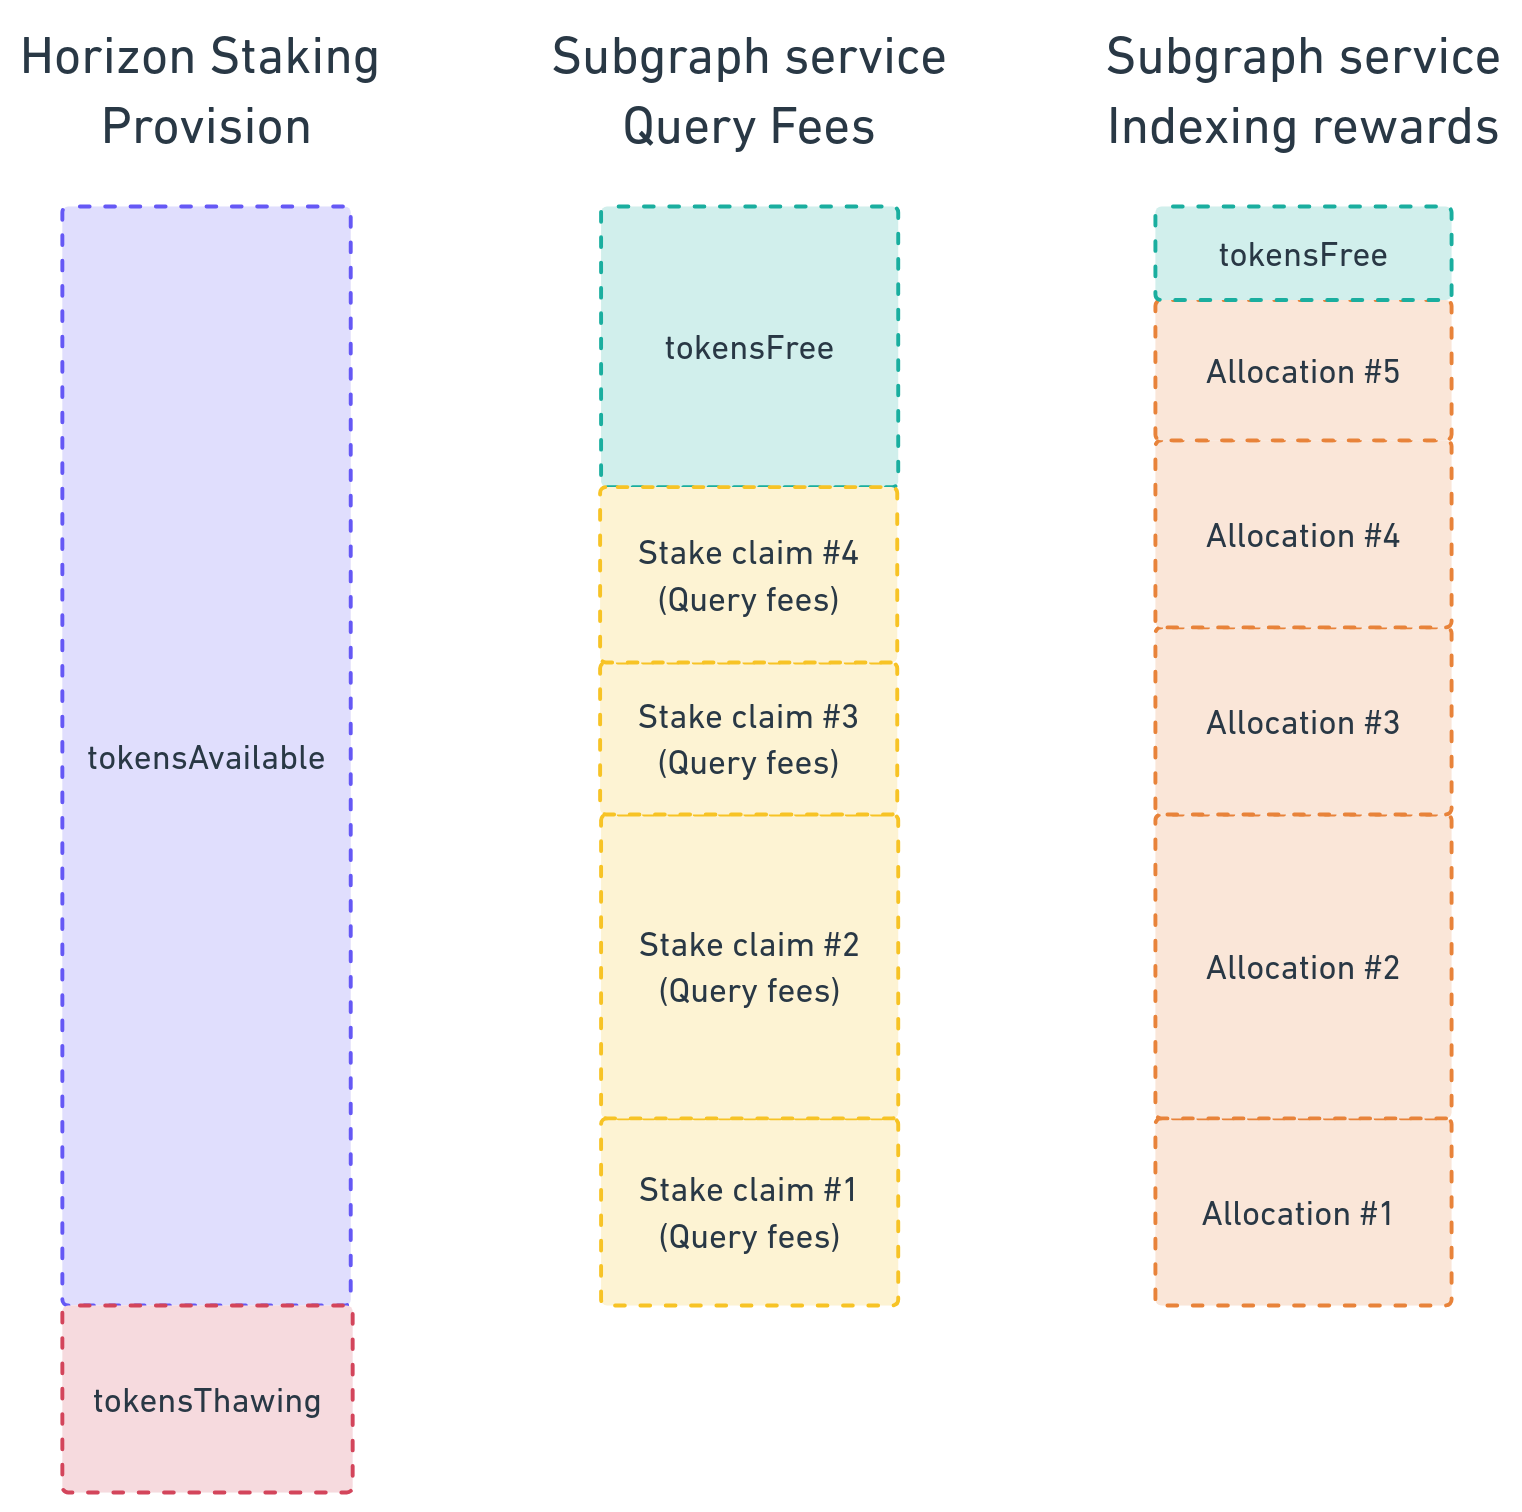 Horizon Staking
Provision
tokensAvailable
tokensThawing
Subgraph service
Query Fees
tokensFree
Stake claim #4
(Query fees)
Stake claim #3
(Query fees)
Stake claim #2
(Query fees)
Stake claim #1
(Query fees)
Subgraph service
Indexing rewards
tokensFree
Allocation #5
Allocation #4
Allocation #3
Allocation #2
Allocation #1